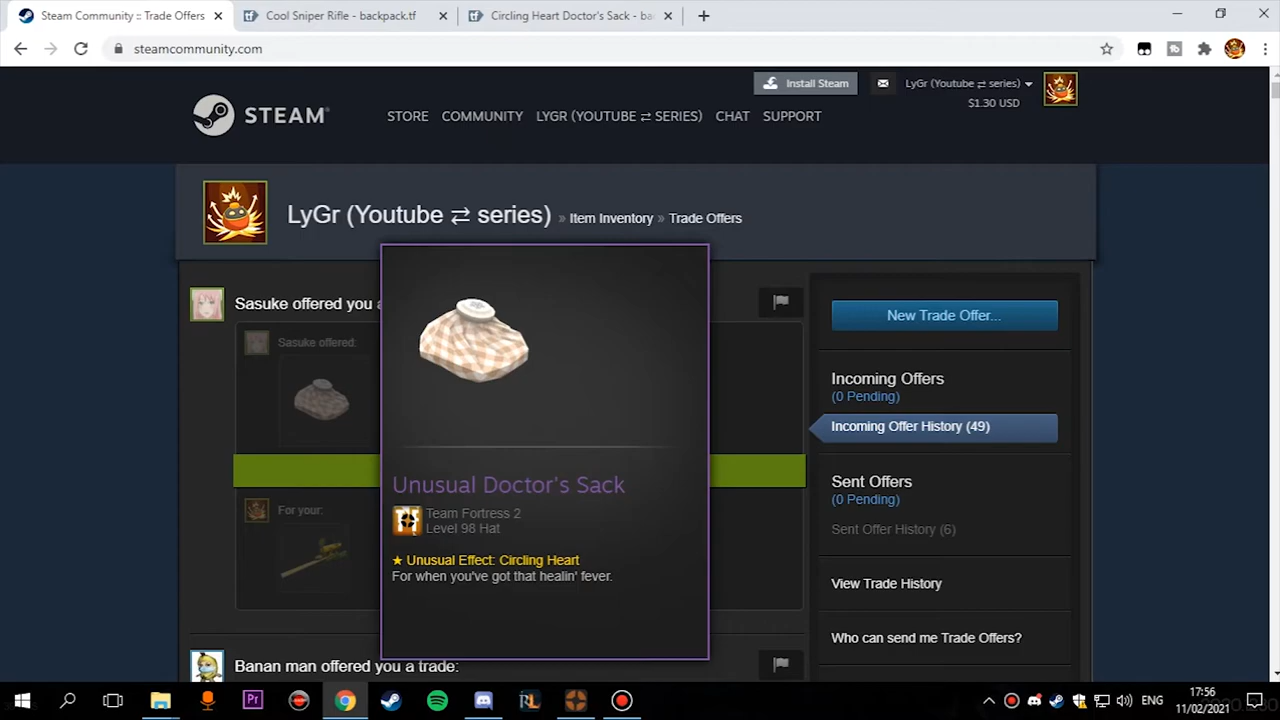 Steam Community :: Trade Offers
Cool Sniper Rifle - backpack.tf
Circling Heart Doctor's Sack - ba
steamcommunity.com
Install Steam
LyGr (Youtube ⇄ series)
$1.30 USD
STEAM
STORE COMMUNITY LYGR (YOUTUBE ⇄ SERIES) CHAT SUPPORT
LyGr (Youtube ⇄ series) » Item Inventory » Trade Offers
Sasuke offered you a
Sasuke offered:
For your:
Unusual Doctor's Sack
Team Fortress 2
Level 98 Hat
★ Unusual Effect: Circling Heart
For when you've got that healin' fever.
Banan man offered you a trade:
New Trade Offer...
Incoming Offers
(0 Pending)
Incoming Offer History (49)
Sent Offers
(0 Pending)
Sent Offer History (6)
View Trade History
Who can send me Trade Offers?
Pr
ENG
17:56
11/02/2021